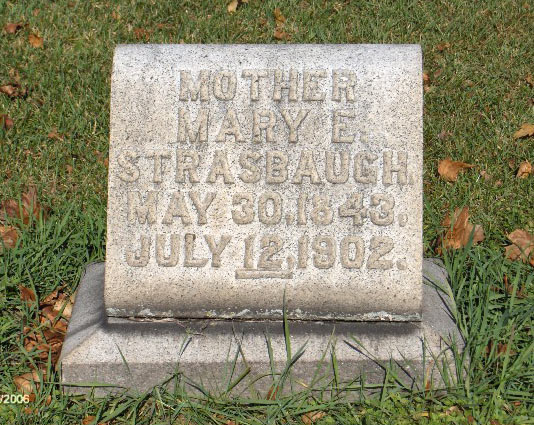 MOTHER
MARY E.
STRASBAUGH.
MAY 30.1843.
JULY 12,1902.
/2006